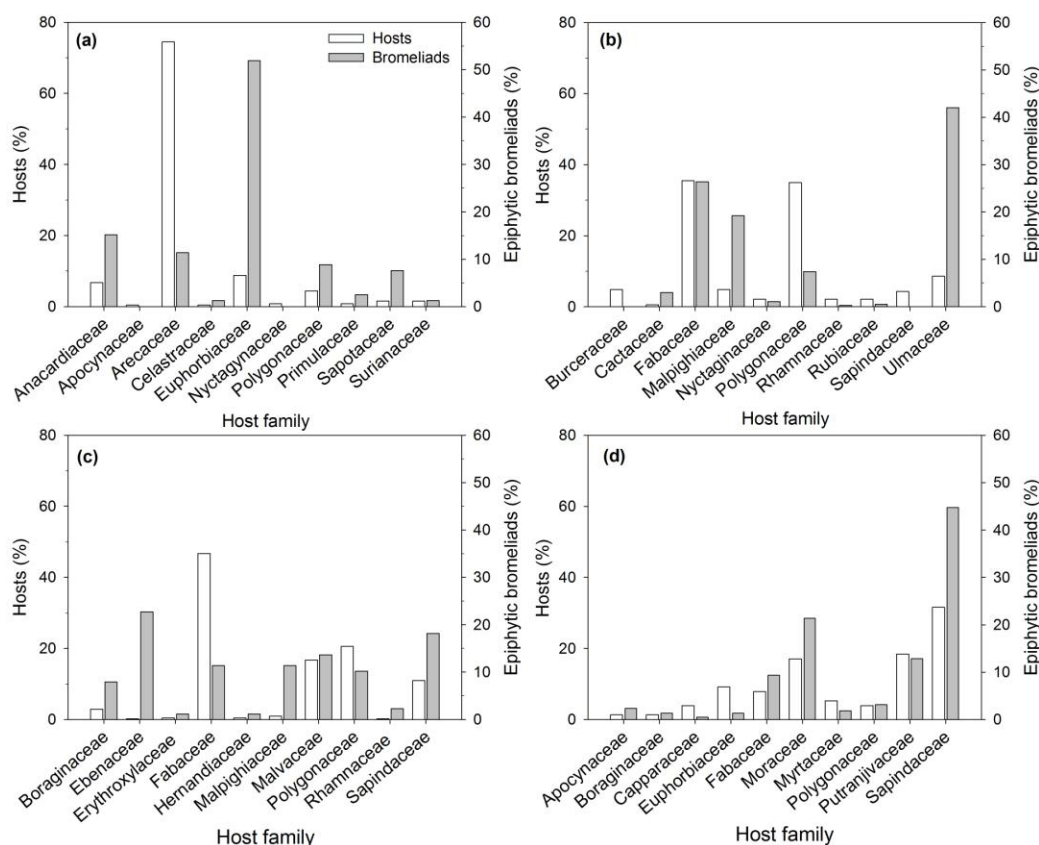 (a)
Hosts
Bromeliads
80
60
40
20
0
Hosts (%)
60
50
40
30
20
10
0
Epiphytic bromeliads (%)
Anacardiaceae
Apocynaceae
Arecaceae
Celastraceae
Euphorbiaceae
Nyctagynaceae
Polygonaceae
Primulaceae
Sapotaceae
Surianaceae
Host family
(b)
80
60
40
20
0
Hosts (%)
60
50
40
30
20
10
0
Epiphytic bromeliads (%)
Burceraceae
Cactaceae
Fabaceae
Malpighiaceae
Nyctaginaceae
Polygonaceae
Rhamnaceae
Rubiaceae
Sapindaceae
Ulmaceae
Host family
(c)
80
60
40
20
0
Hosts (%)
60
50
40
30
20
10
0
Epiphytic bromeliads (%)
Boraginaceae
Ebenaceae
Erythroxylaceae
Fabaceae
Hernandiaceae
Malpighiaceae
Malvaceae
Polygonaceae
Rhamnaceae
Sapindaceae
Host family
(d)
80
60
40
20
0
Hosts (%)
60
50
40
30
20
10
0
Epiphytic bromeliads (%)
Apocynaceae
Boraginaceae
Capparaceae
Euphorbiaceae
Fabaceae
Moraceae
Myrtaceae
Polygonaceae
Putranjivaceae
Sapindaceae
Host family